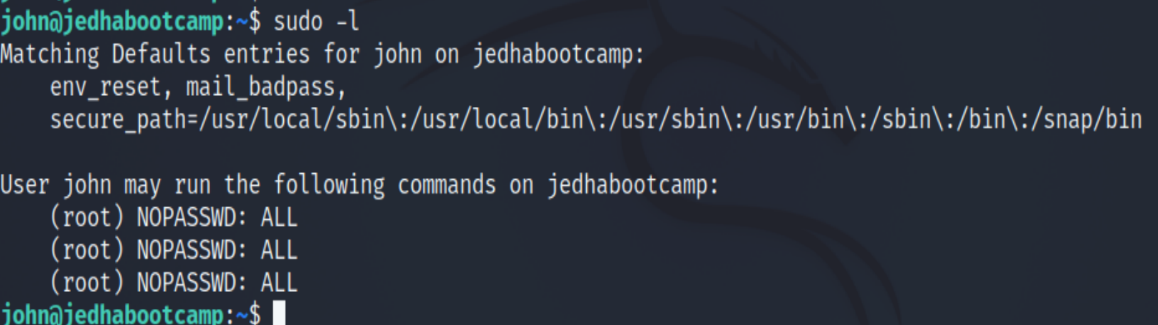 john@jedhabootcamp:~$ sudo -l
Matching Defaults entries for john on jedhabootcamp:
    env_reset, mail_badpass,
    secure_path=/usr/local/sbin\:/usr/local/bin\:/usr/sbin\:/usr/bin\:/sbin\:/bin\:/snap/bin

User john may run the following commands on jedhabootcamp:
    (root) NOPASSWD: ALL
    (root) NOPASSWD: ALL
    (root) NOPASSWD: ALL
john@jedhabootcamp:~$